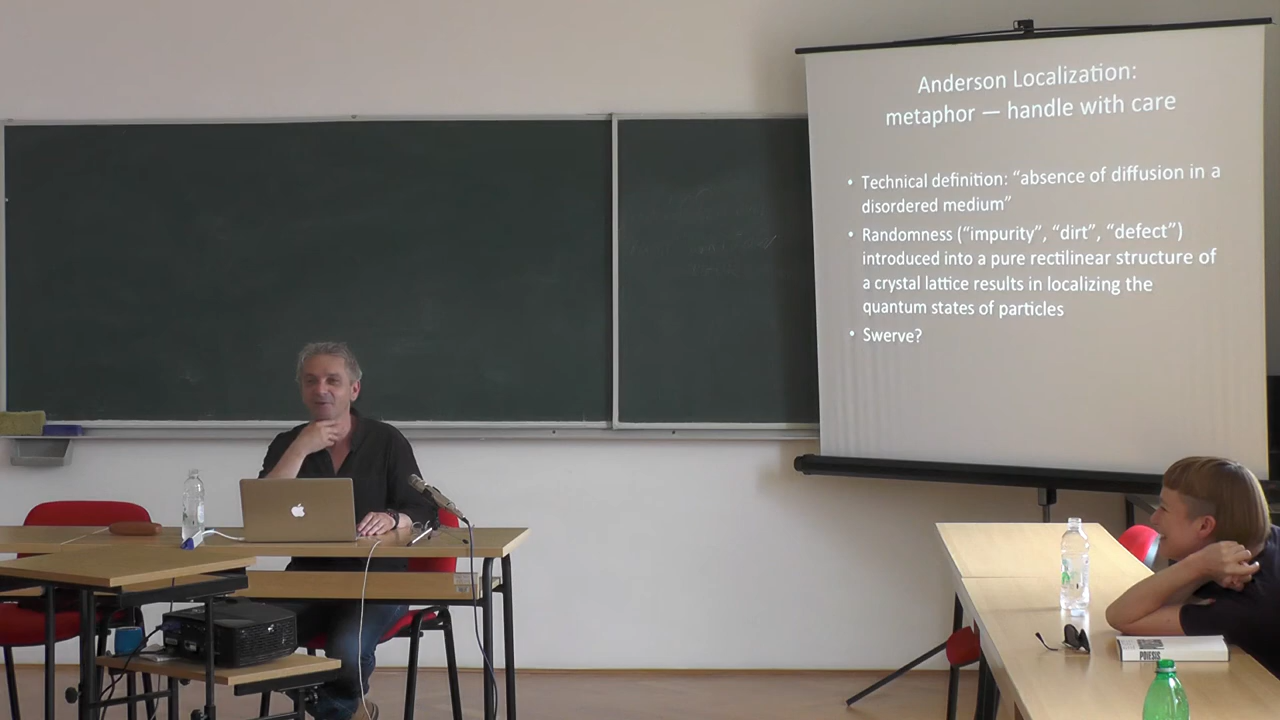 Anderson Localization:
metaphor — handle with care
• Technical definition: “absence of diffusion in a
disordered medium”
• Randomness (“impurity”, “dirt”, “defect”)
introduced into a pure rectilinear structure of
a crystal lattice results in localizing the
quantum states of particles
• Swerve?
POIESIS